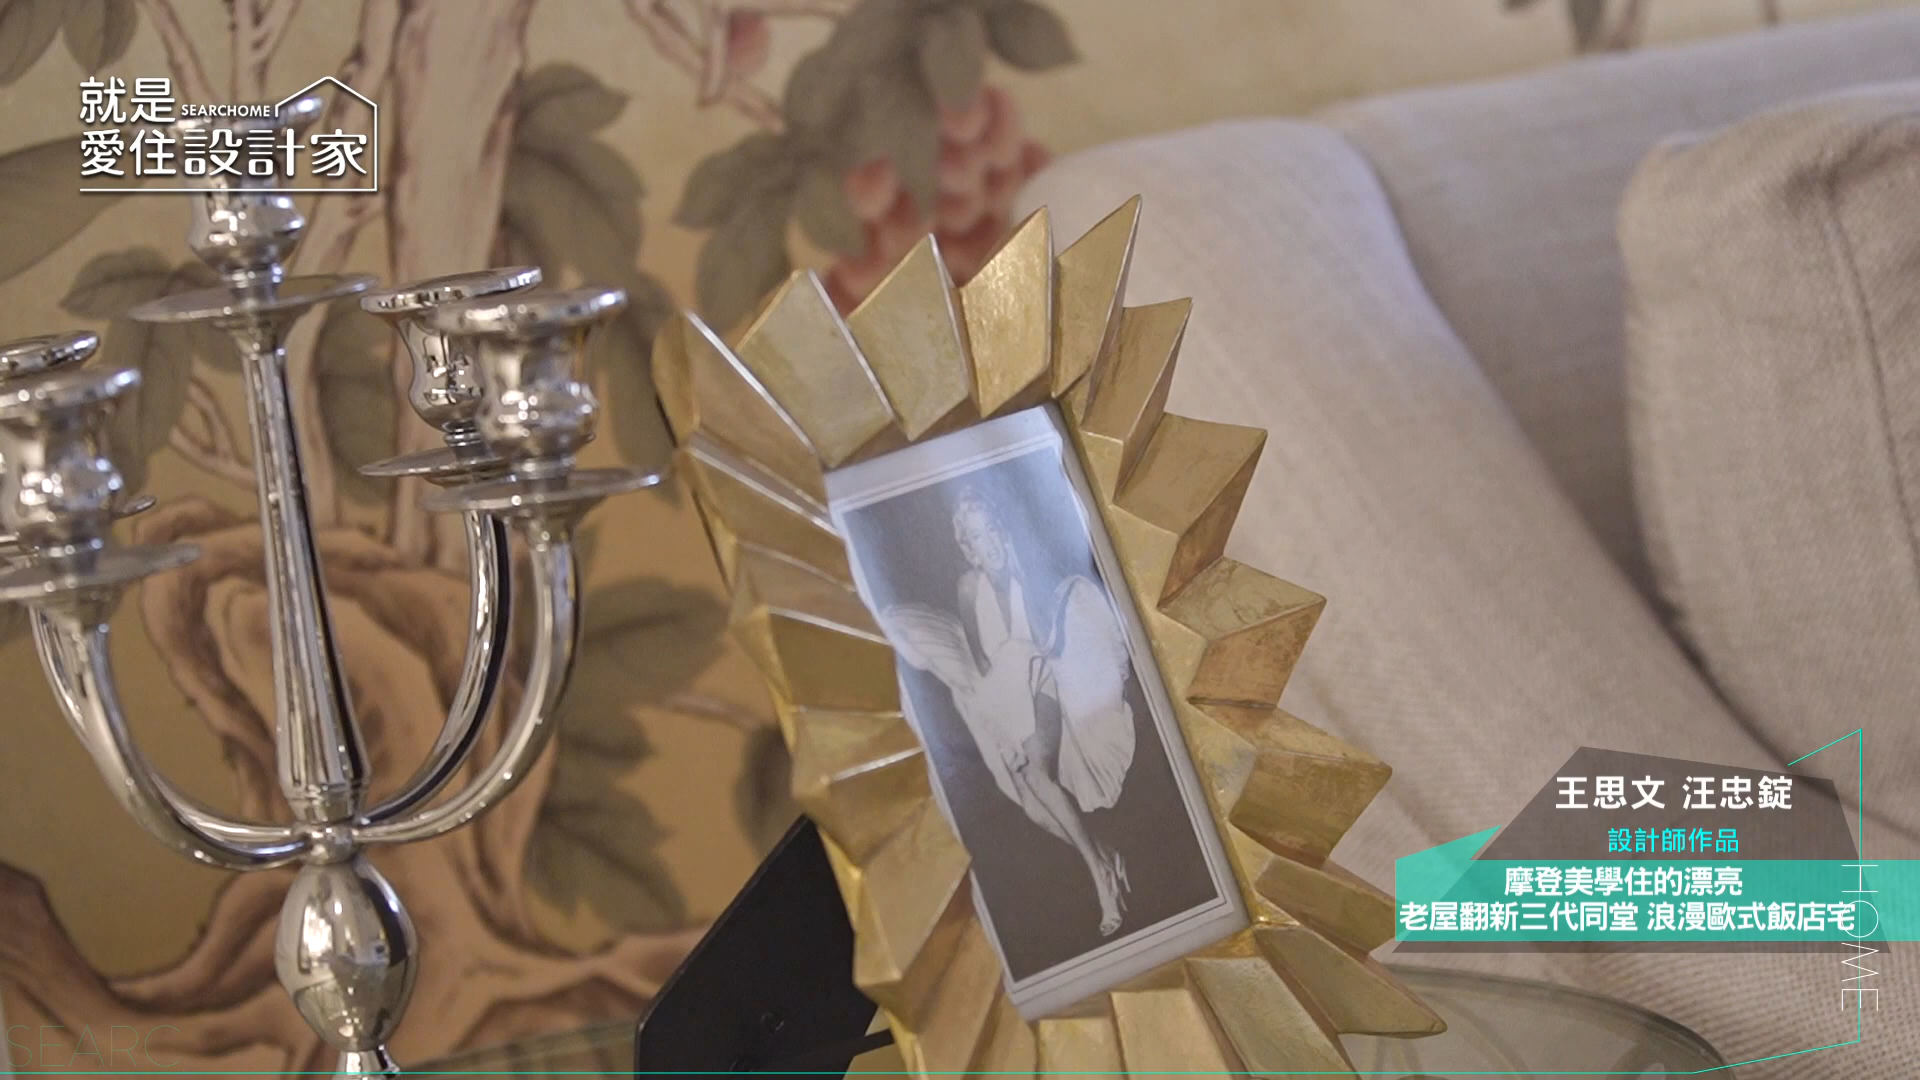 就是
SEARCHOME
愛住設計家
王思文 汪忠錠
設計師作品
摩登美學住的漂亮
老屋翻新三代同堂 浪漫歐式飯店宅
HOME
SEARC